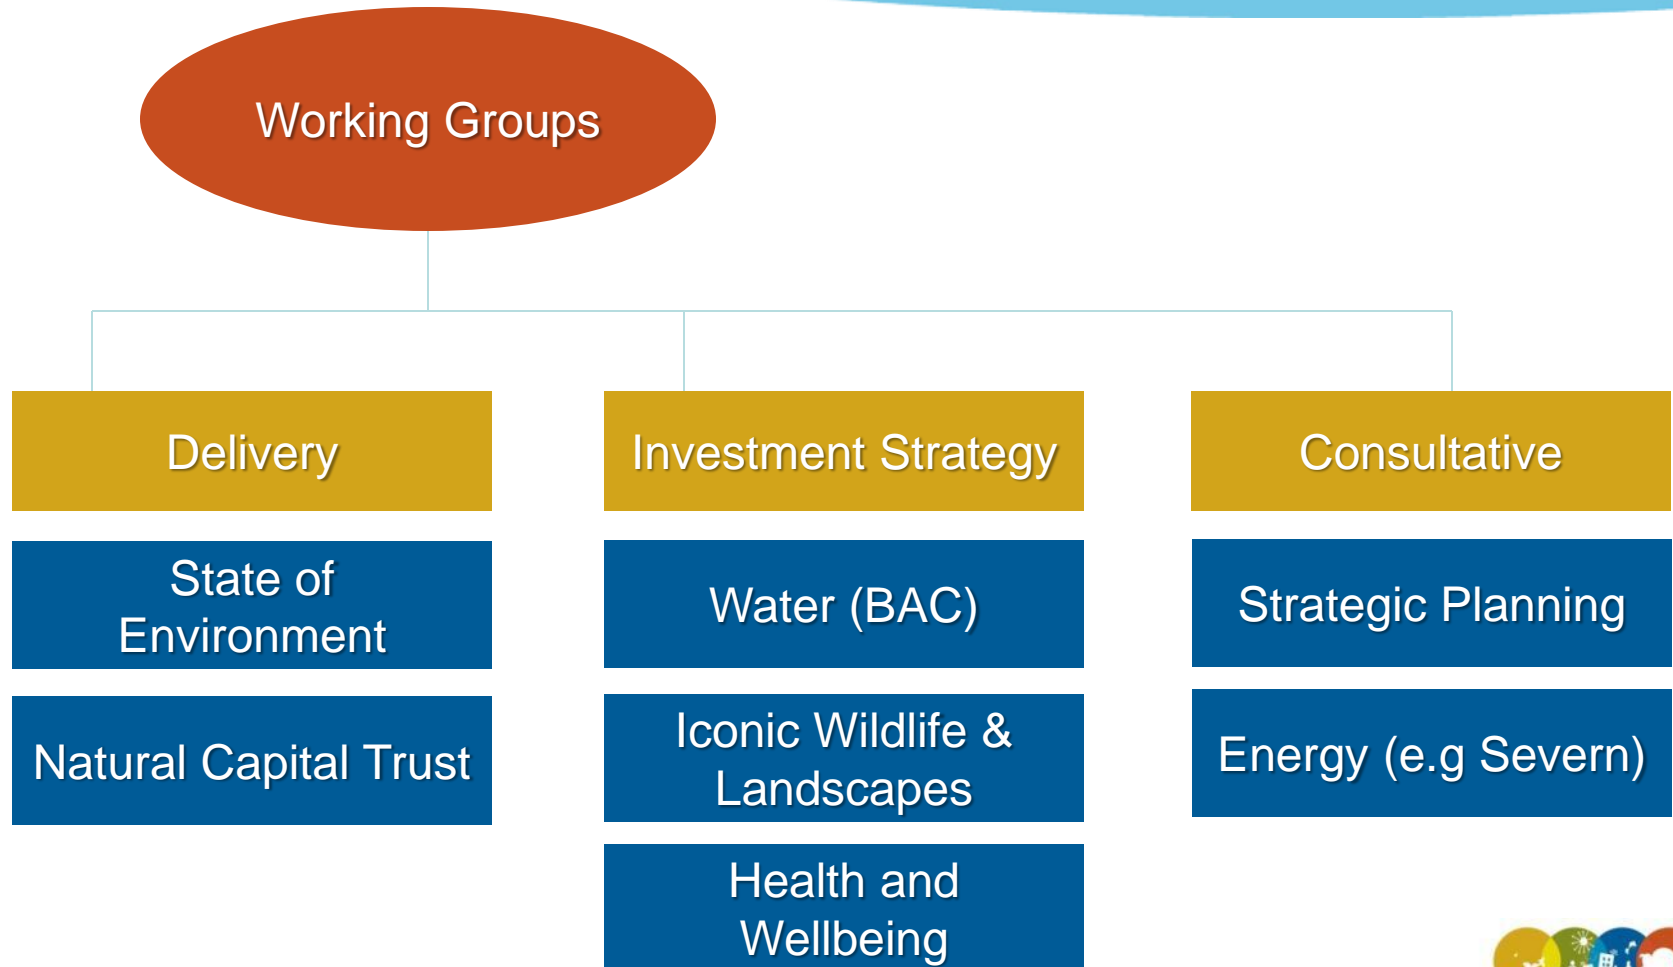 Working Groups
Delivery
State of
Environment
Natural Capital Trust
Investment Strategy
Water (BAC)
Iconic Wildlife &
Landscapes
Health and
Wellbeing
Consultative
Strategic Planning
Energy (e.g Severn)